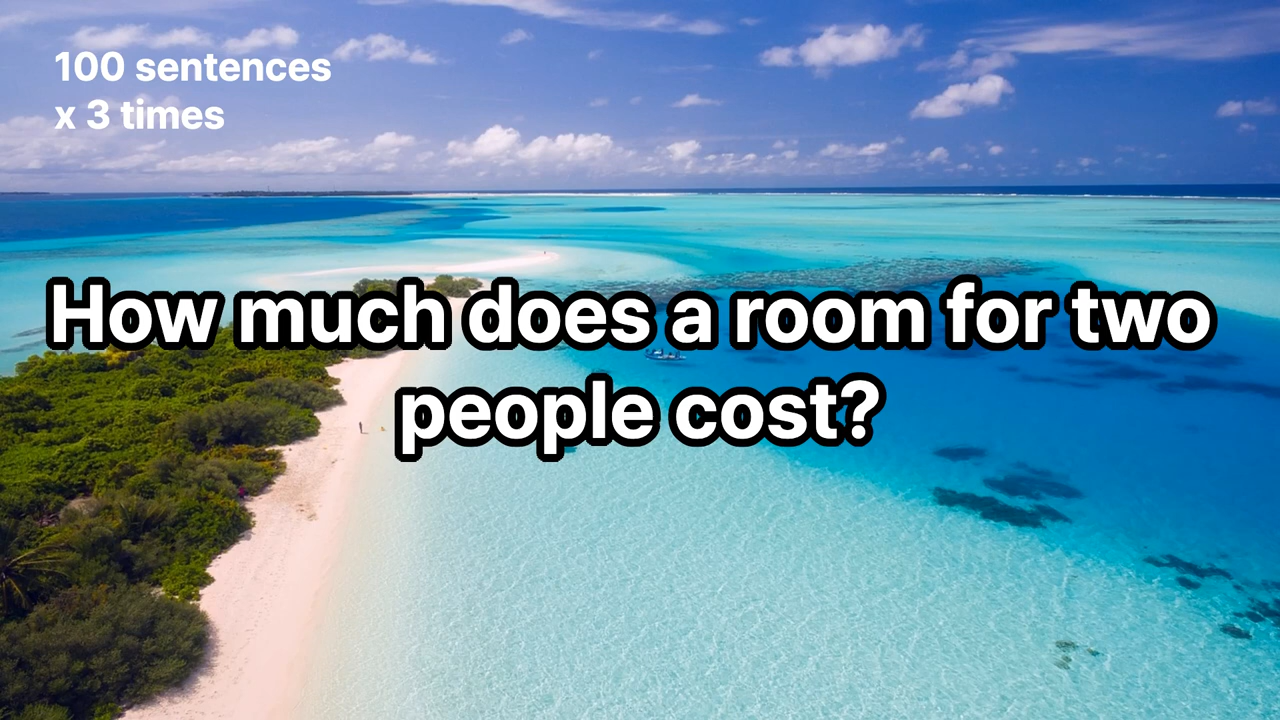 100 sentences
x 3 times
How much does a room for two
people cost?